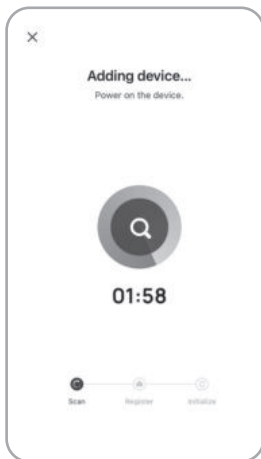 Adding device...
Power on the device.
01:58
Scan
Register
Initialize